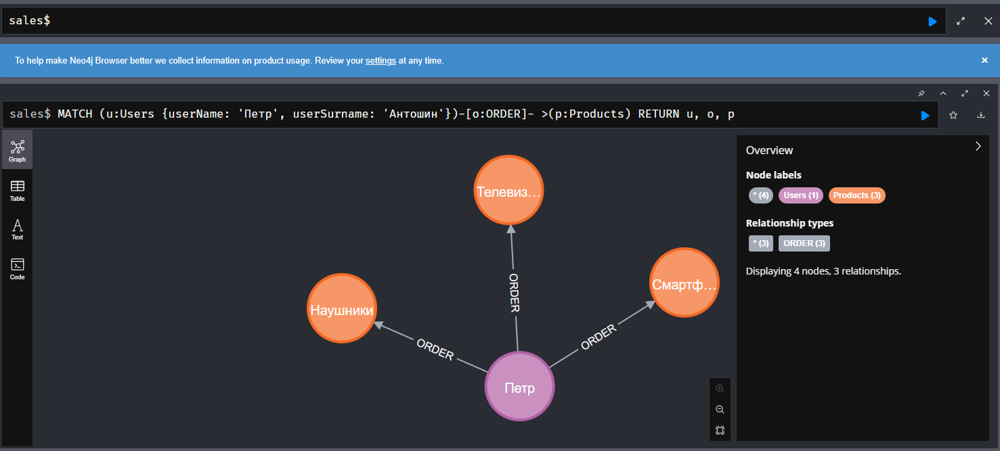 sales$
To help make Neo4j Browser better we collect information on product usage. Review your settings at any time.
sales$ MATCH (u:Users {userName: 'Петр', userSurname: 'Антошин'})-[o:ORDER]- >(p:Products) RETURN u, o, p
Graph
Table
Text
Code
Телевиз...
Смартф...
Наушники
Петр
ORDER
ORDER
ORDER
Overview
Node labels
* (4) Users (1) Products (3)
Relationship types
* (3) ORDER (3)
Displaying 4 nodes, 3 relationships.